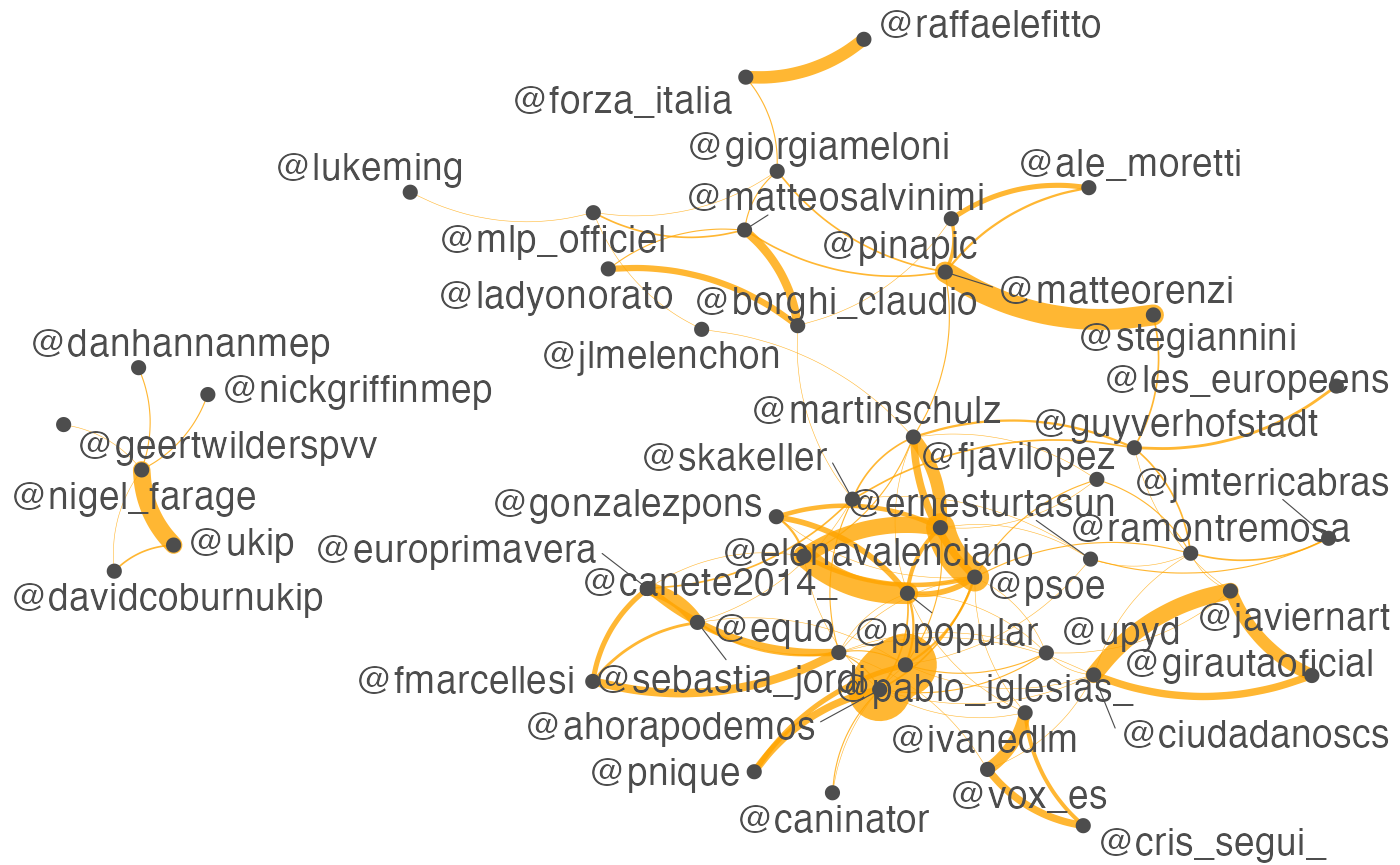 @raffaelefitto
@forza_italia
@giorgiameloni
@lukeming
@ale_moretti
@matteosalvinimi
@mlp_officiel
@pinapic
@ladyonorato
@borghi_claudio
@matteorenzi
@stegiannini
@danhannanmep
@jlmelenchon
@nickgriffinmep
@les_europeens
@martinschulz
@guyverhofstadt
@geertwilderspvv
@skakeller
@fjavilopez
@jmterricabras
@nigel_farage
@gonzalezpons
@ernesturtasun
@ramontremosa
@ukip
@europrimavera
@elenavalenciano
@canete2014_
@psoe
@davidcoburnukip
@equo
@ppopular
@upyd
@javiernart
@fmarcellesi
@sebastia_jordi
@pablo_iglesias_
@girautaoficial
@ahorapodemos
@ivanedlm
@ciudadanoscs
@pnique
@vox_es
@caninator
@cris_segui_